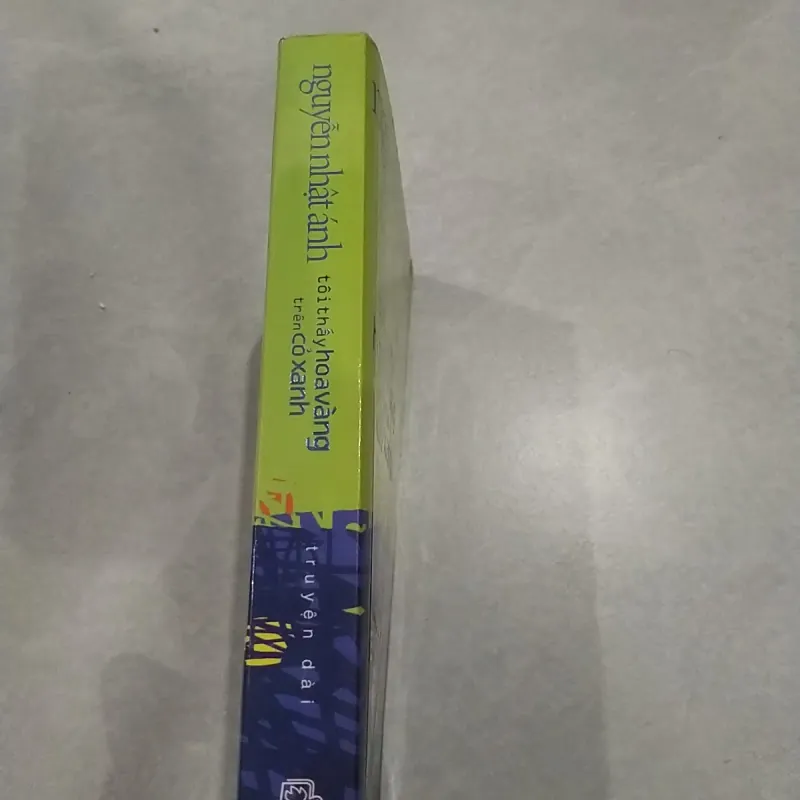 nguyễn nhật ánh
tôi thấy hoa vàng
trên cỏ xanh
truyện dài